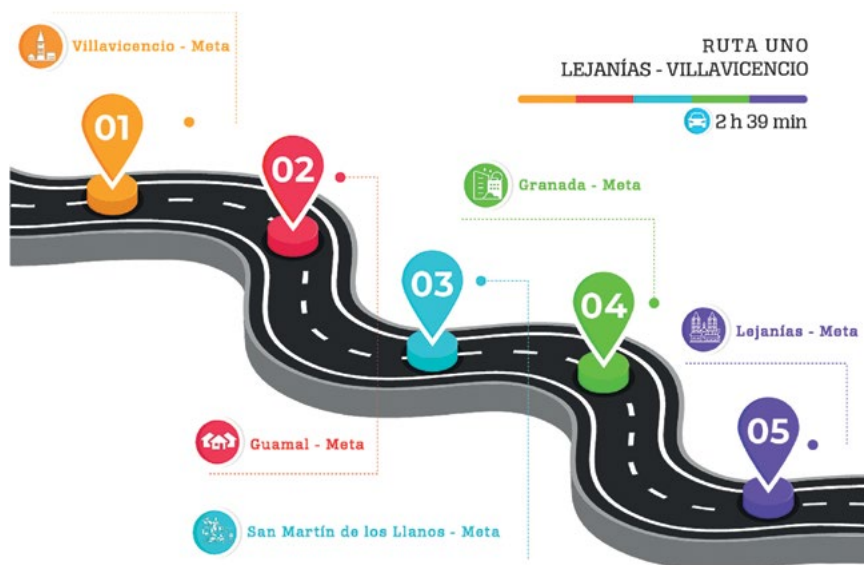 Villavicencio - Meta
RUTA UNO
LEJANÍAS - VILLAVICENCIO
2 h 39 min
01
02
Granada - Meta
03
04
Lejanías - Meta
Guamal - Meta
05
San Martín de los Llanos - Meta